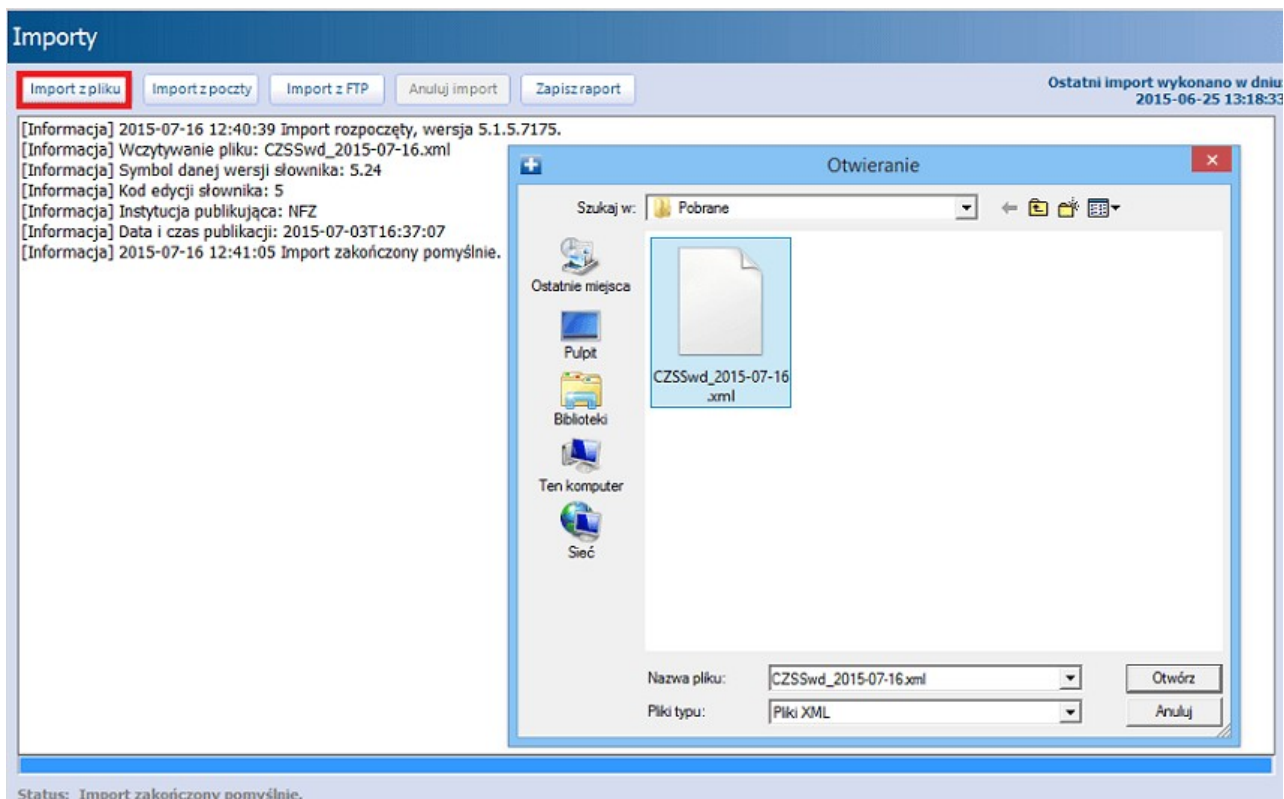 Importy
Import z pliku
Import z poczty
Import z FTP
Anuluj import
Zapisz raport
Ostatni import wykonano w dniu:
2015-06-25 13:18:33
[Informacja] 2015-07-16 12:40:39 Import rozpoczęty, wersja 5.1.5.7175.
[Informacja] Wczytywanie pliku: CZSSwd_2015-07-16.xml
[Informacja] Symbol danej wersji słownika: 5.24
[Informacja] Kod edycji słownika: 5
[Informacja] Instytucja publikująca: NFZ
[Informacja] Data i czas publikacji: 2015-07-03T16:37:07
[Informacja] 2015-07-16 12:41:05 Import zakończony pomyślnie.
Otwieranie
Szukaj w:
Pobrane
Ostatnie miejsca
Pulpit
Biblioteki
Ten komputer
Sieć
CZSSwd_2015-07-16
.xml
Nazwa pliku:
CZSSwd_2015-07-16.xml
Otwórz
Pliki typu:
Pliki XML
Anuluj
Status: Import zakończony pomyślnie.